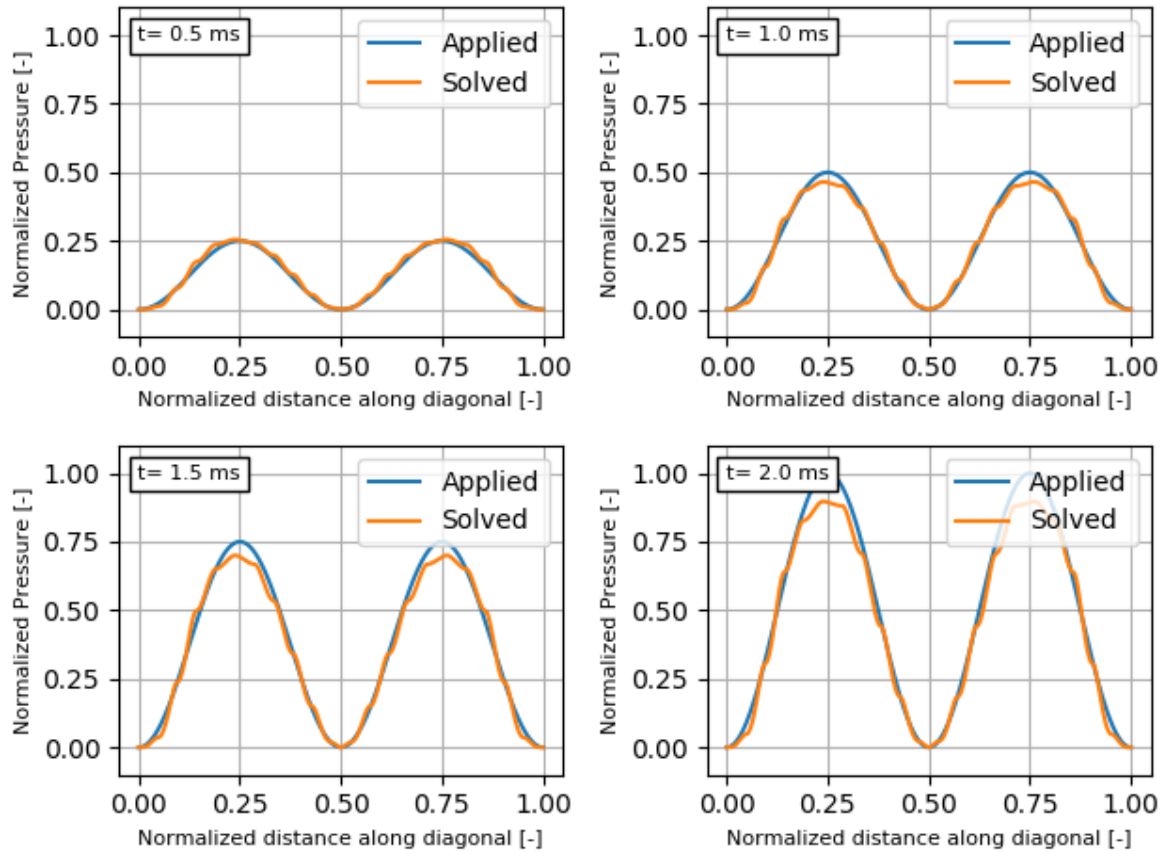 t= 0.5 ms
Applied
Solved
Normalized Pressure [-]
1.00
0.75
0.50
0.25
0.00
0.00 0.25 0.50 0.75 1.00
Normalized distance along diagonal [-]
t= 1.0 ms
Applied
Solved
Normalized Pressure [-]
1.00
0.75
0.50
0.25
0.00
0.00 0.25 0.50 0.75 1.00
Normalized distance along diagonal [-]
t= 1.5 ms
Applied
Solved
Normalized Pressure [-]
1.00
0.75
0.50
0.25
0.00
0.00 0.25 0.50 0.75 1.00
Normalized distance along diagonal [-]
t= 2.0 ms
Applied
Solved
Normalized Pressure [-]
1.00
0.75
0.50
0.25
0.00
0.00 0.25 0.50 0.75 1.00
Normalized distance along diagonal [-]